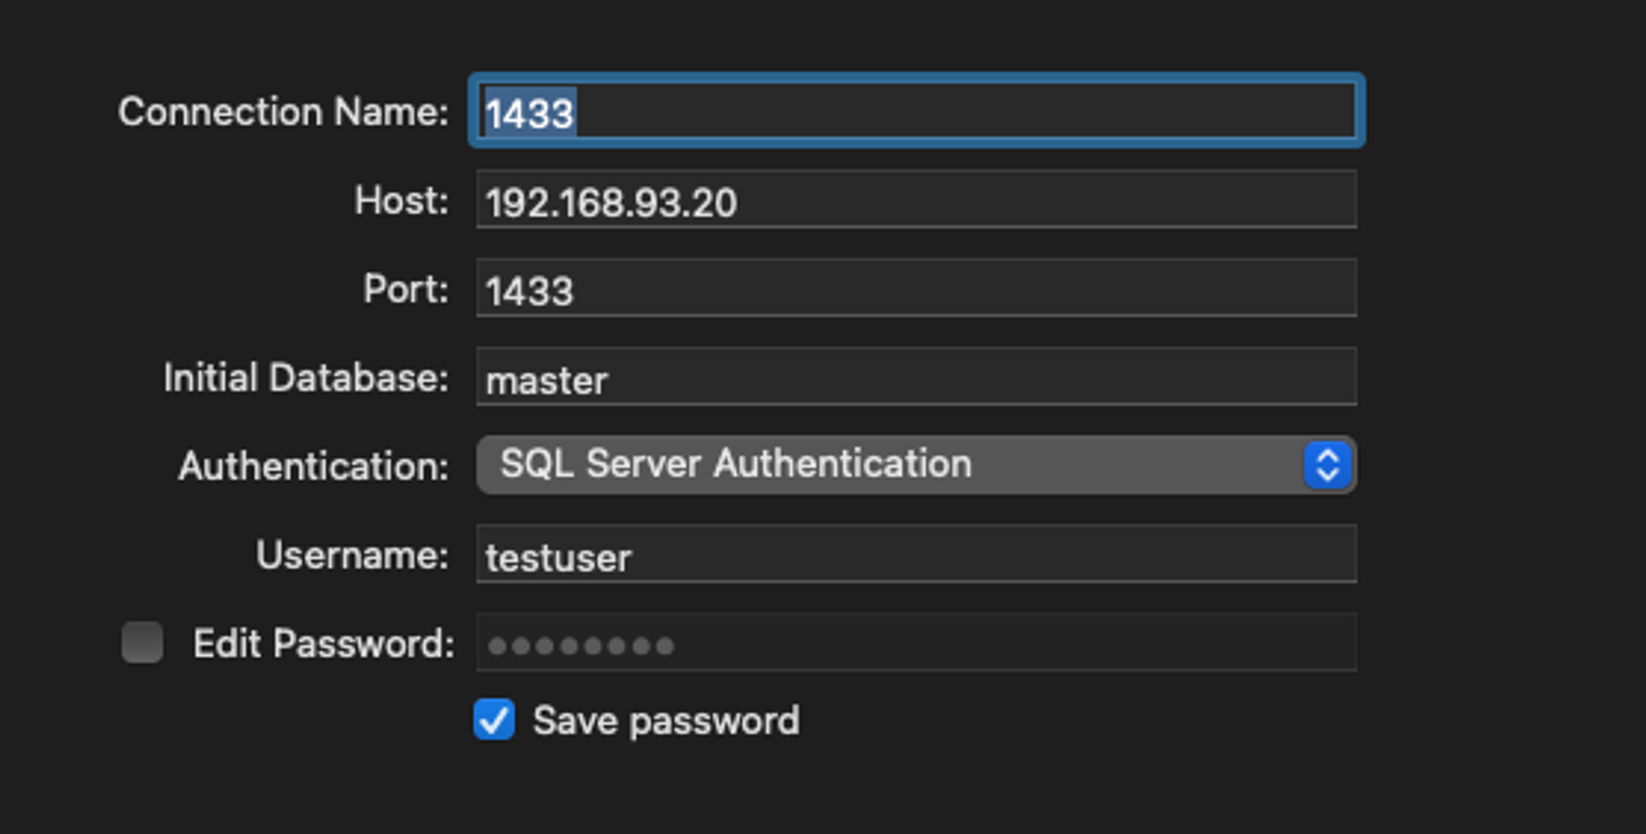 Connection Name: 1433
Host: 192.168.93.20
Port: 1433
Initial Database: master
Authentication: SQL Server Authentication
Username: testuser
Edit Password: ••••••••
Save password